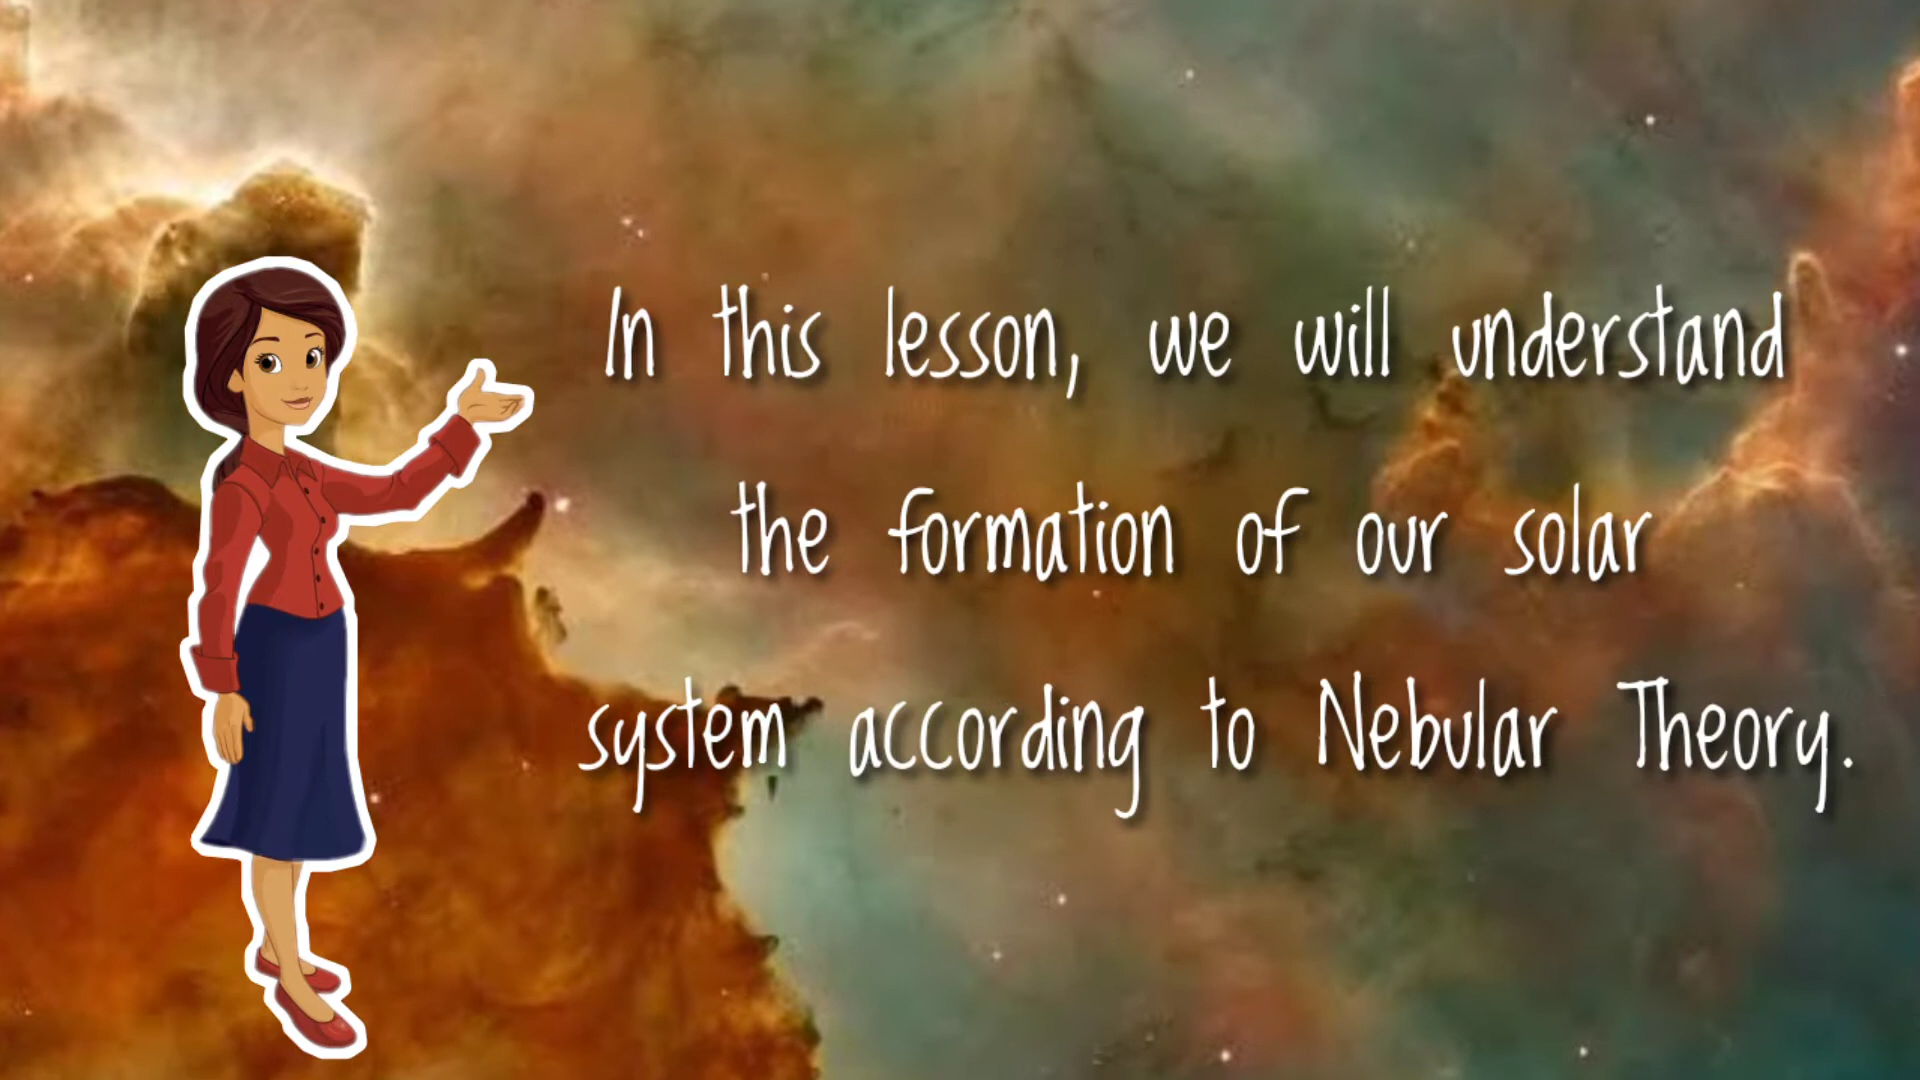 In this lesson, we will understand
the formation of our solar
system according to Nebular Theory.